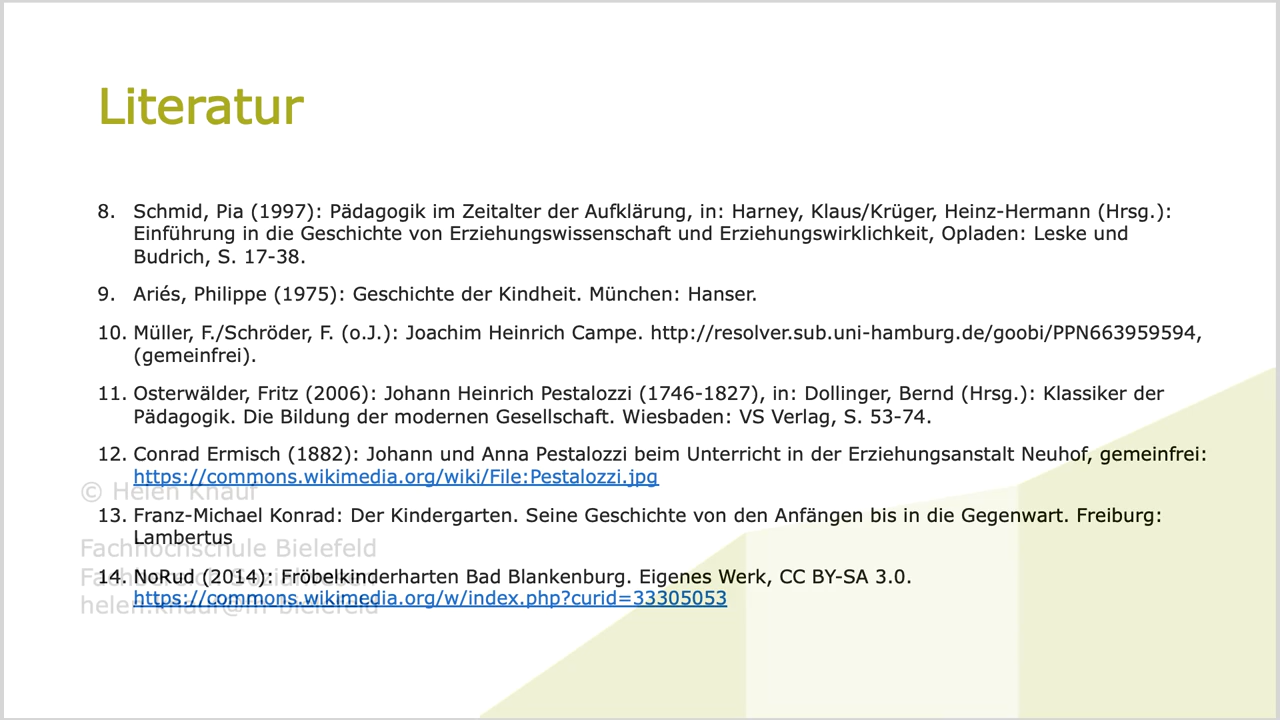 Literatur
8. Schmid, Pia (1997): Pädagogik im Zeitalter der Aufklärung, in: Harney, Klaus/Krüger, Heinz-Hermann (Hrsg.):
Einführung in die Geschichte von Erziehungswissenschaft und Erziehungswirklichkeit, Opladen: Leske und
Budrich, S. 17-38.
9. Ariés, Philippe (1975): Geschichte der Kindheit. München: Hanser.
10. Müller, F./Schröder, F. (o.J.): Joachim Heinrich Campe. http://resolver.sub.uni-hamburg.de/goobi/PPN663959594,
(gemeinfrei).
11. Osterwälder, Fritz (2006): Johann Heinrich Pestalozzi (1746-1827), in: Dollinger, Bernd (Hrsg.): Klassiker der
Pädagogik. Die Bildung der modernen Gesellschaft. Wiesbaden: VS Verlag, S. 53-74.
12. Conrad Ermisch (1882): Johann und Anna Pestalozzi beim Unterricht in der Erziehungsanstalt Neuhof, gemeinfrei:
https://commons.wikimedia.org/wiki/File:Pestalozzi.jpg
© Helen Knauf
13. Franz-Michael Konrad: Der Kindergarten. Seine Geschichte von den Anfängen bis in die Gegenwart. Freiburg:
Lambertus
Fachhochschule Bielefeld
14. NoRud (2014): Fröbelkinderharten Bad Blankenburg. Eigenes Werk, CC BY-SA 3.0.
https://commons.wikimedia.org/w/index.php?curid=33305053